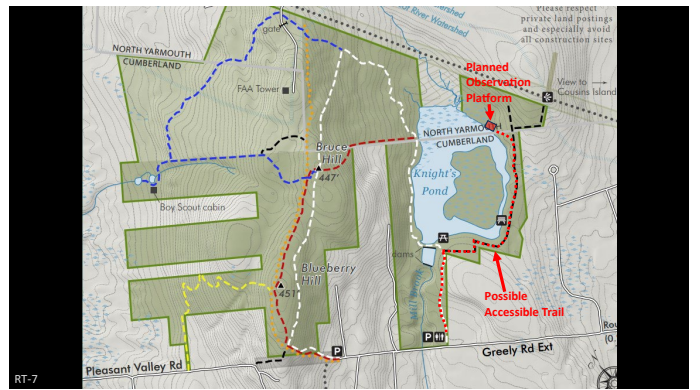 Please respect
private land postings
and especially avoid
all construction sites
River Watershed
gate
NORTH YARMOUTH
CUMBERLAND
FAA Tower
Planned
Observation
Platform
View to
Cousins Island
NORTH YARMOUTH
CUMBERLAND
Bruce
Hill
447'
Knight's
Pond
Boy Scout cabin
dams
Blueberry
Hill
451'
Mill Brook
Possible
Accessible Trail
P
P
Greely Rd Ext
Pleasant Valley Rd
RT-7